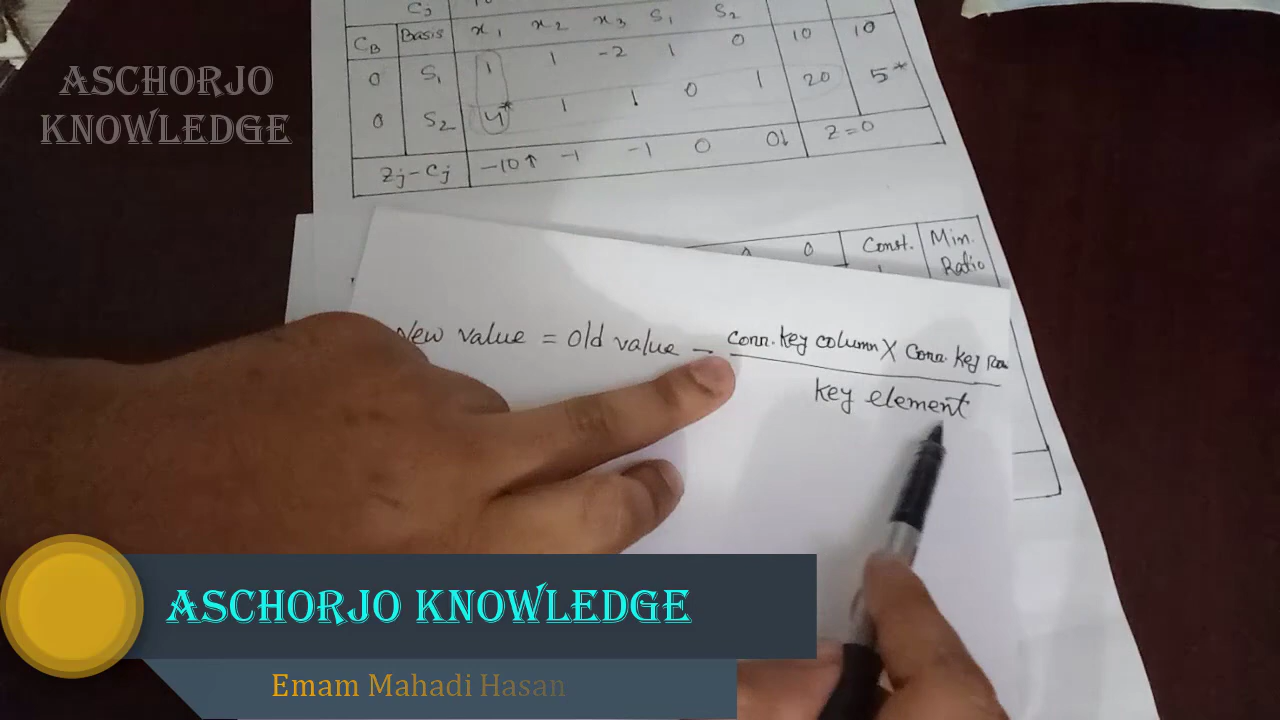 C₂
C_B Basis x₁ x₂ x₃ S₁ S₂
0 S₁ 1 1 -2 1 0 10 10
0 S₂ 4* 1 1 0 1 20 5*
Zj - Cj -10↑ -1 -1 0 0↓ Z=0
0 Const. Min. Ratio
New value = Old value - Corr. key column X Corr. key Row
key element
ASCHORJO
KNOWLEDGE
ASCHORJO KNOWLEDGE
Emam Mahadi Hasan